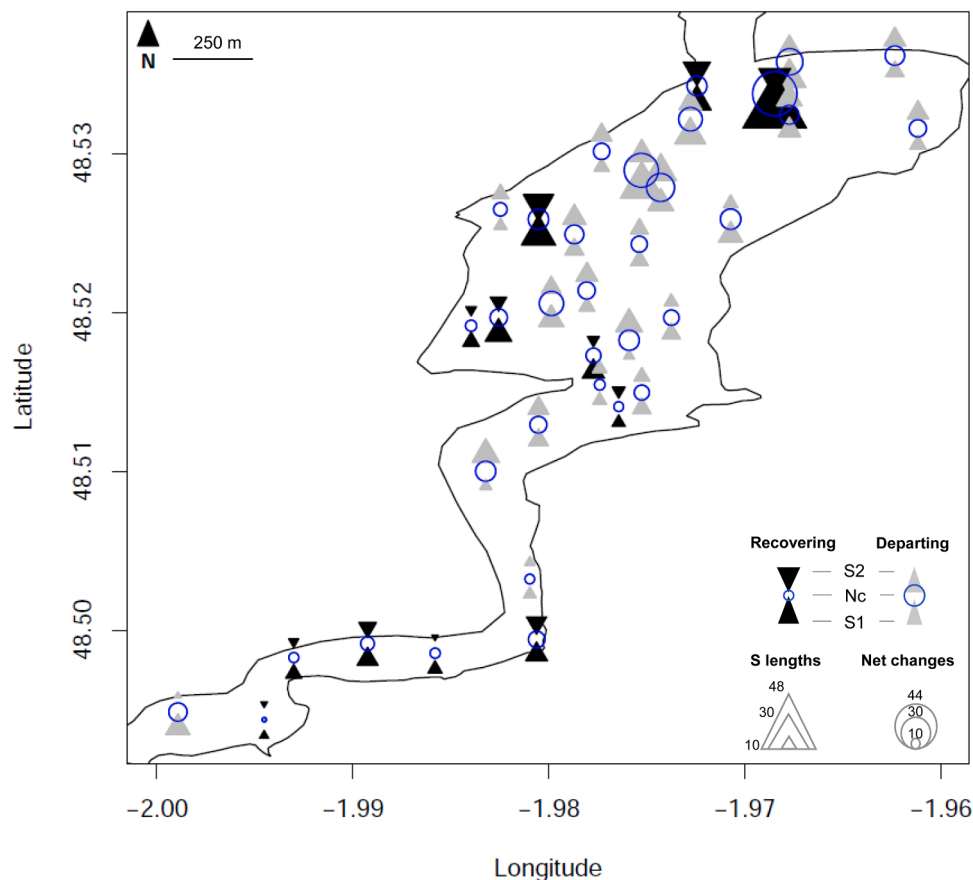 N
250 m
48.53
48.52
48.51
48.50
Latitude
Recovering Departing
S2
Nc
S1
S lengths Net changes
48 44
30 30
10 10
−2.00 −1.99 −1.98 −1.97 −1.96
Longitude